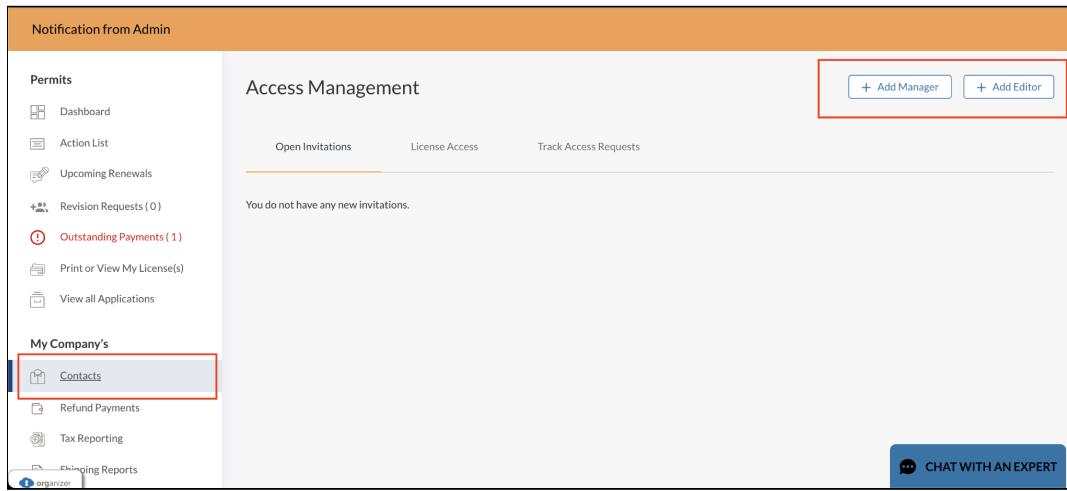 Notification from Admin
Permits
Dashboard
Action List
Upcoming Renewals
Revision Requests ( 0 )
Outstanding Payments ( 1 )
Print or View My License(s)
View all Applications
My Company's
Contacts
Refund Payments
Tax Reporting
Shipping Reports
organizer
Access Management
+ Add Manager
+ Add Editor
Open Invitations
License Access
Track Access Requests
You do not have any new invitations.
CHAT WITH AN EXPERT